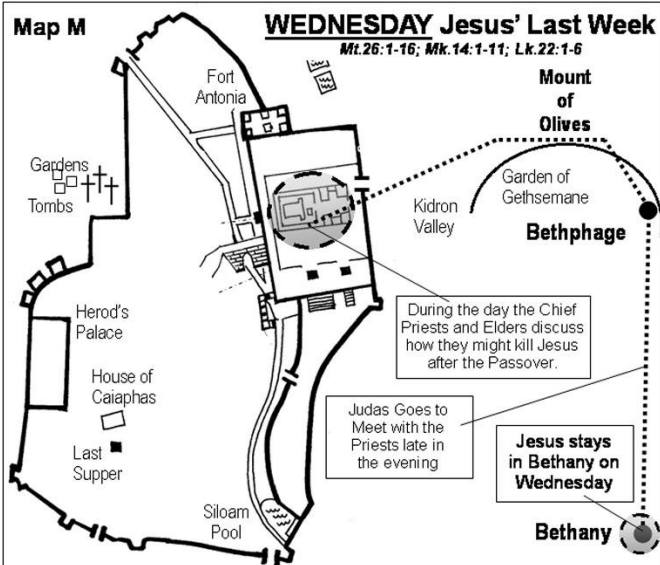 Map M
WEDNESDAY Jesus' Last Week
Mt.26:1-16; Mk.14:1-11; Lk.22:1-6
Fort
Antonia
Mount
of
Olives
Gardens
Tombs
Garden of
Gethsemane
Kidron
Valley
Bethphage
Herod's
Palace
During the day the Chief
Priests and Elders discuss
how they might kill Jesus
after the Passover.
House of
Caiaphas
Judas Goes to
Meet with the
Priests late in
the evening
Last
Supper
Jesus stays
in Bethany on
Wednesday
Siloam
Pool
Bethany